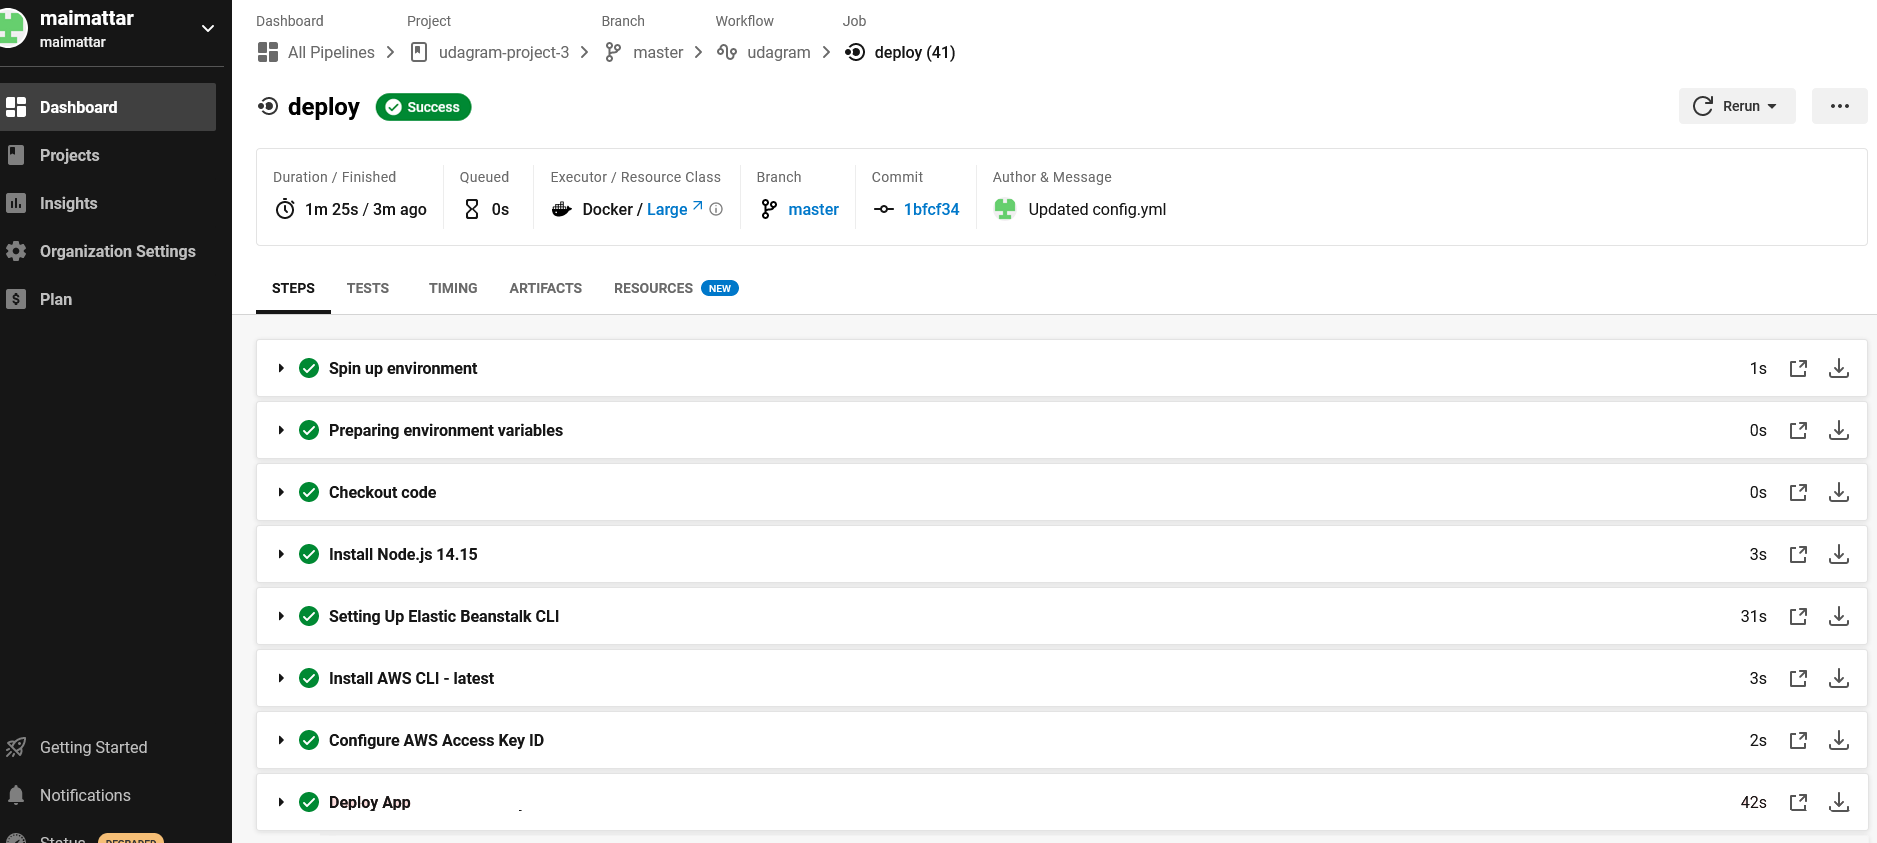 maimattar
maimattar
Dashboard
Projects
Insights
Organization Settings
Plan
Getting Started
Notifications
Status DEGRADED
Dashboard Project Branch Workflow Job
All Pipelines udagram-project-3 master udagram deploy (41)
deploy Success Rerun
Duration / Finished Queued Executor / Resource Class Branch Commit Author & Message
1m 25s / 3m ago 0s Docker / Large master 1bfcf34 Updated config.yml
STEPS TESTS TIMING ARTIFACTS RESOURCES NEW
Spin up environment 1s
Preparing environment variables 0s
Checkout code 0s
Install Node.js 14.15 3s
Setting Up Elastic Beanstalk CLI 31s
Install AWS CLI - latest 3s
Configure AWS Access Key ID 2s
Deploy App 42s